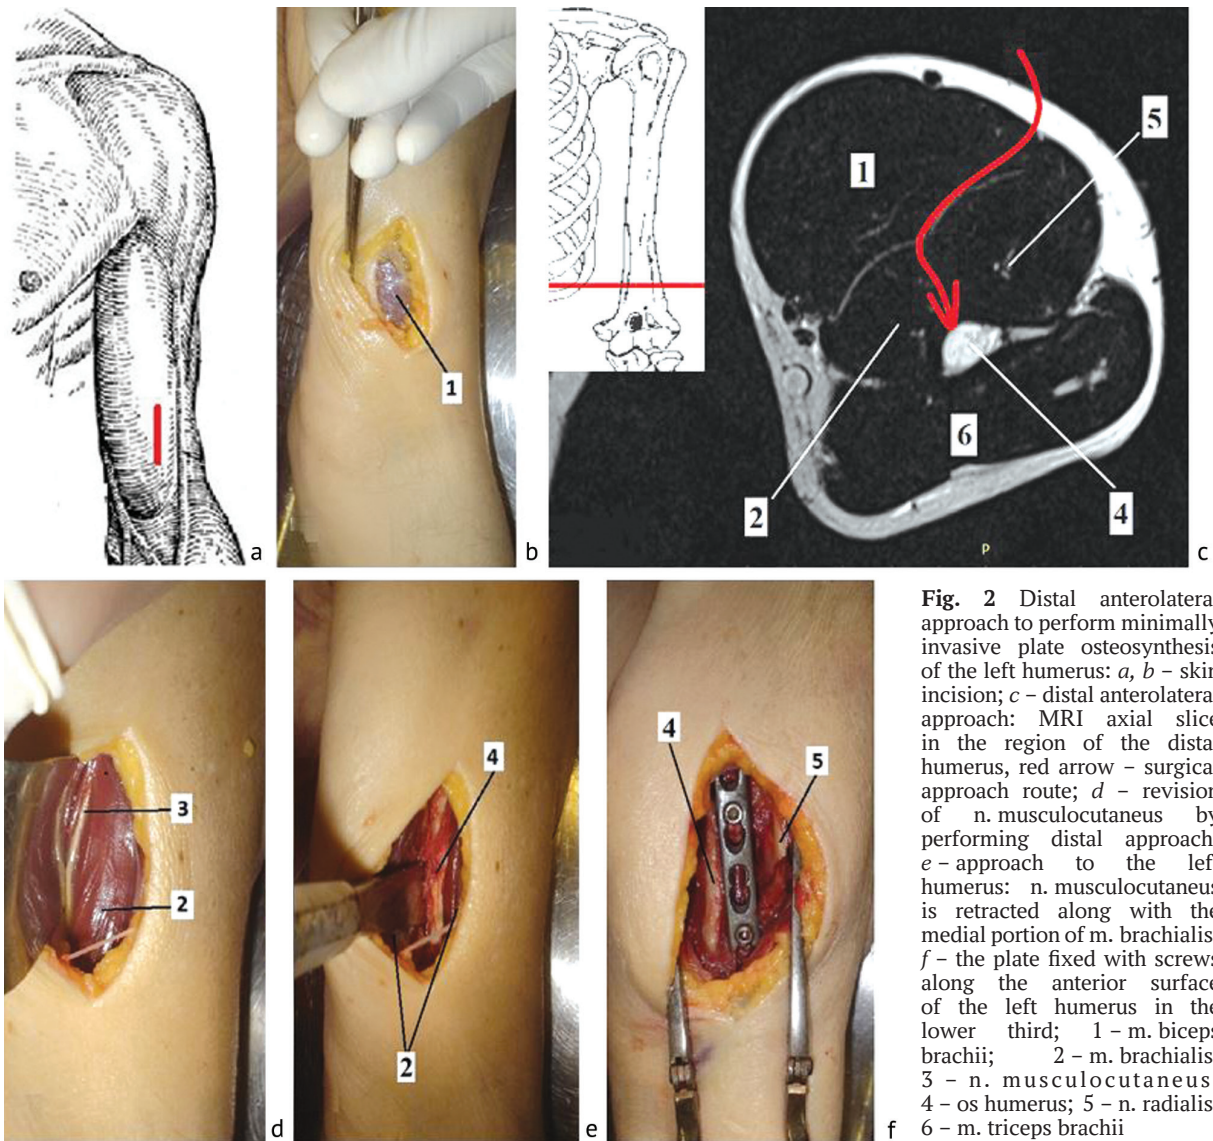 1
a
b
1
5
6
2
4
P
c
3
2
d
4
2
e
4
5
f
Fig. 2 Distal anterolatera
approach to perform minimally
invasive plate osteosynthesis
of the left humerus: a, b – skin
incision; c – distal anterolatera
approach: MRI axial slice
in the region of the dista
humerus, red arrow – surgica
approach route; d – revision
of n. musculocutaneus by
performing distal approach
e – approach to the left
humerus: n. musculocutaneus
is retracted along with the
medial portion of m. brachialis
f – the plate fixed with screws
along the anterior surface
of the left humerus in the
lower third; 1 – m. biceps
brachii; 2 – m. brachialis
3 – n. musculocutaneus
4 – os humerus; 5 – n. radialis
6 – m. triceps brachii